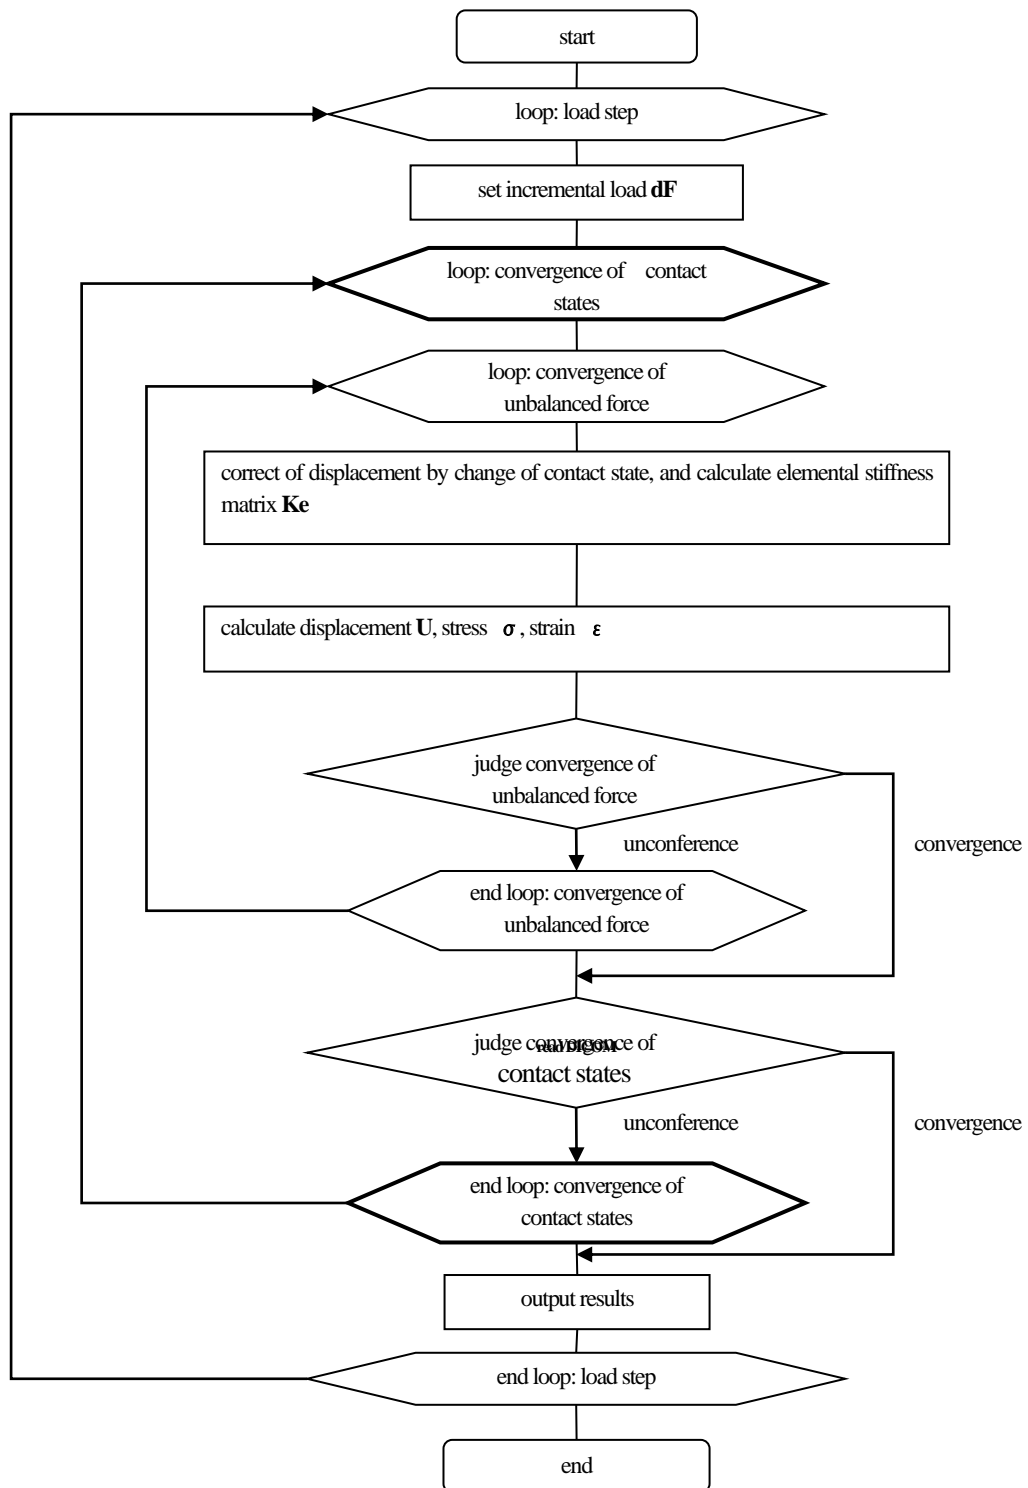 start
loop: load step
set incremental load dF
loop: convergence of contact
states
loop: convergence of
unbalanced force
correct of displacement by change of contact state, and calculate elemental stiffness
matrix Ke
calculate displacement U, stress σ, strain ε
judge convergence of
unbalanced force
unconference
convergence
end loop: convergence of
unbalanced force
judge convergence of
read DICOM
contact states
unconference
convergence
end loop: convergence of
contact states
output results
end loop: load step
end